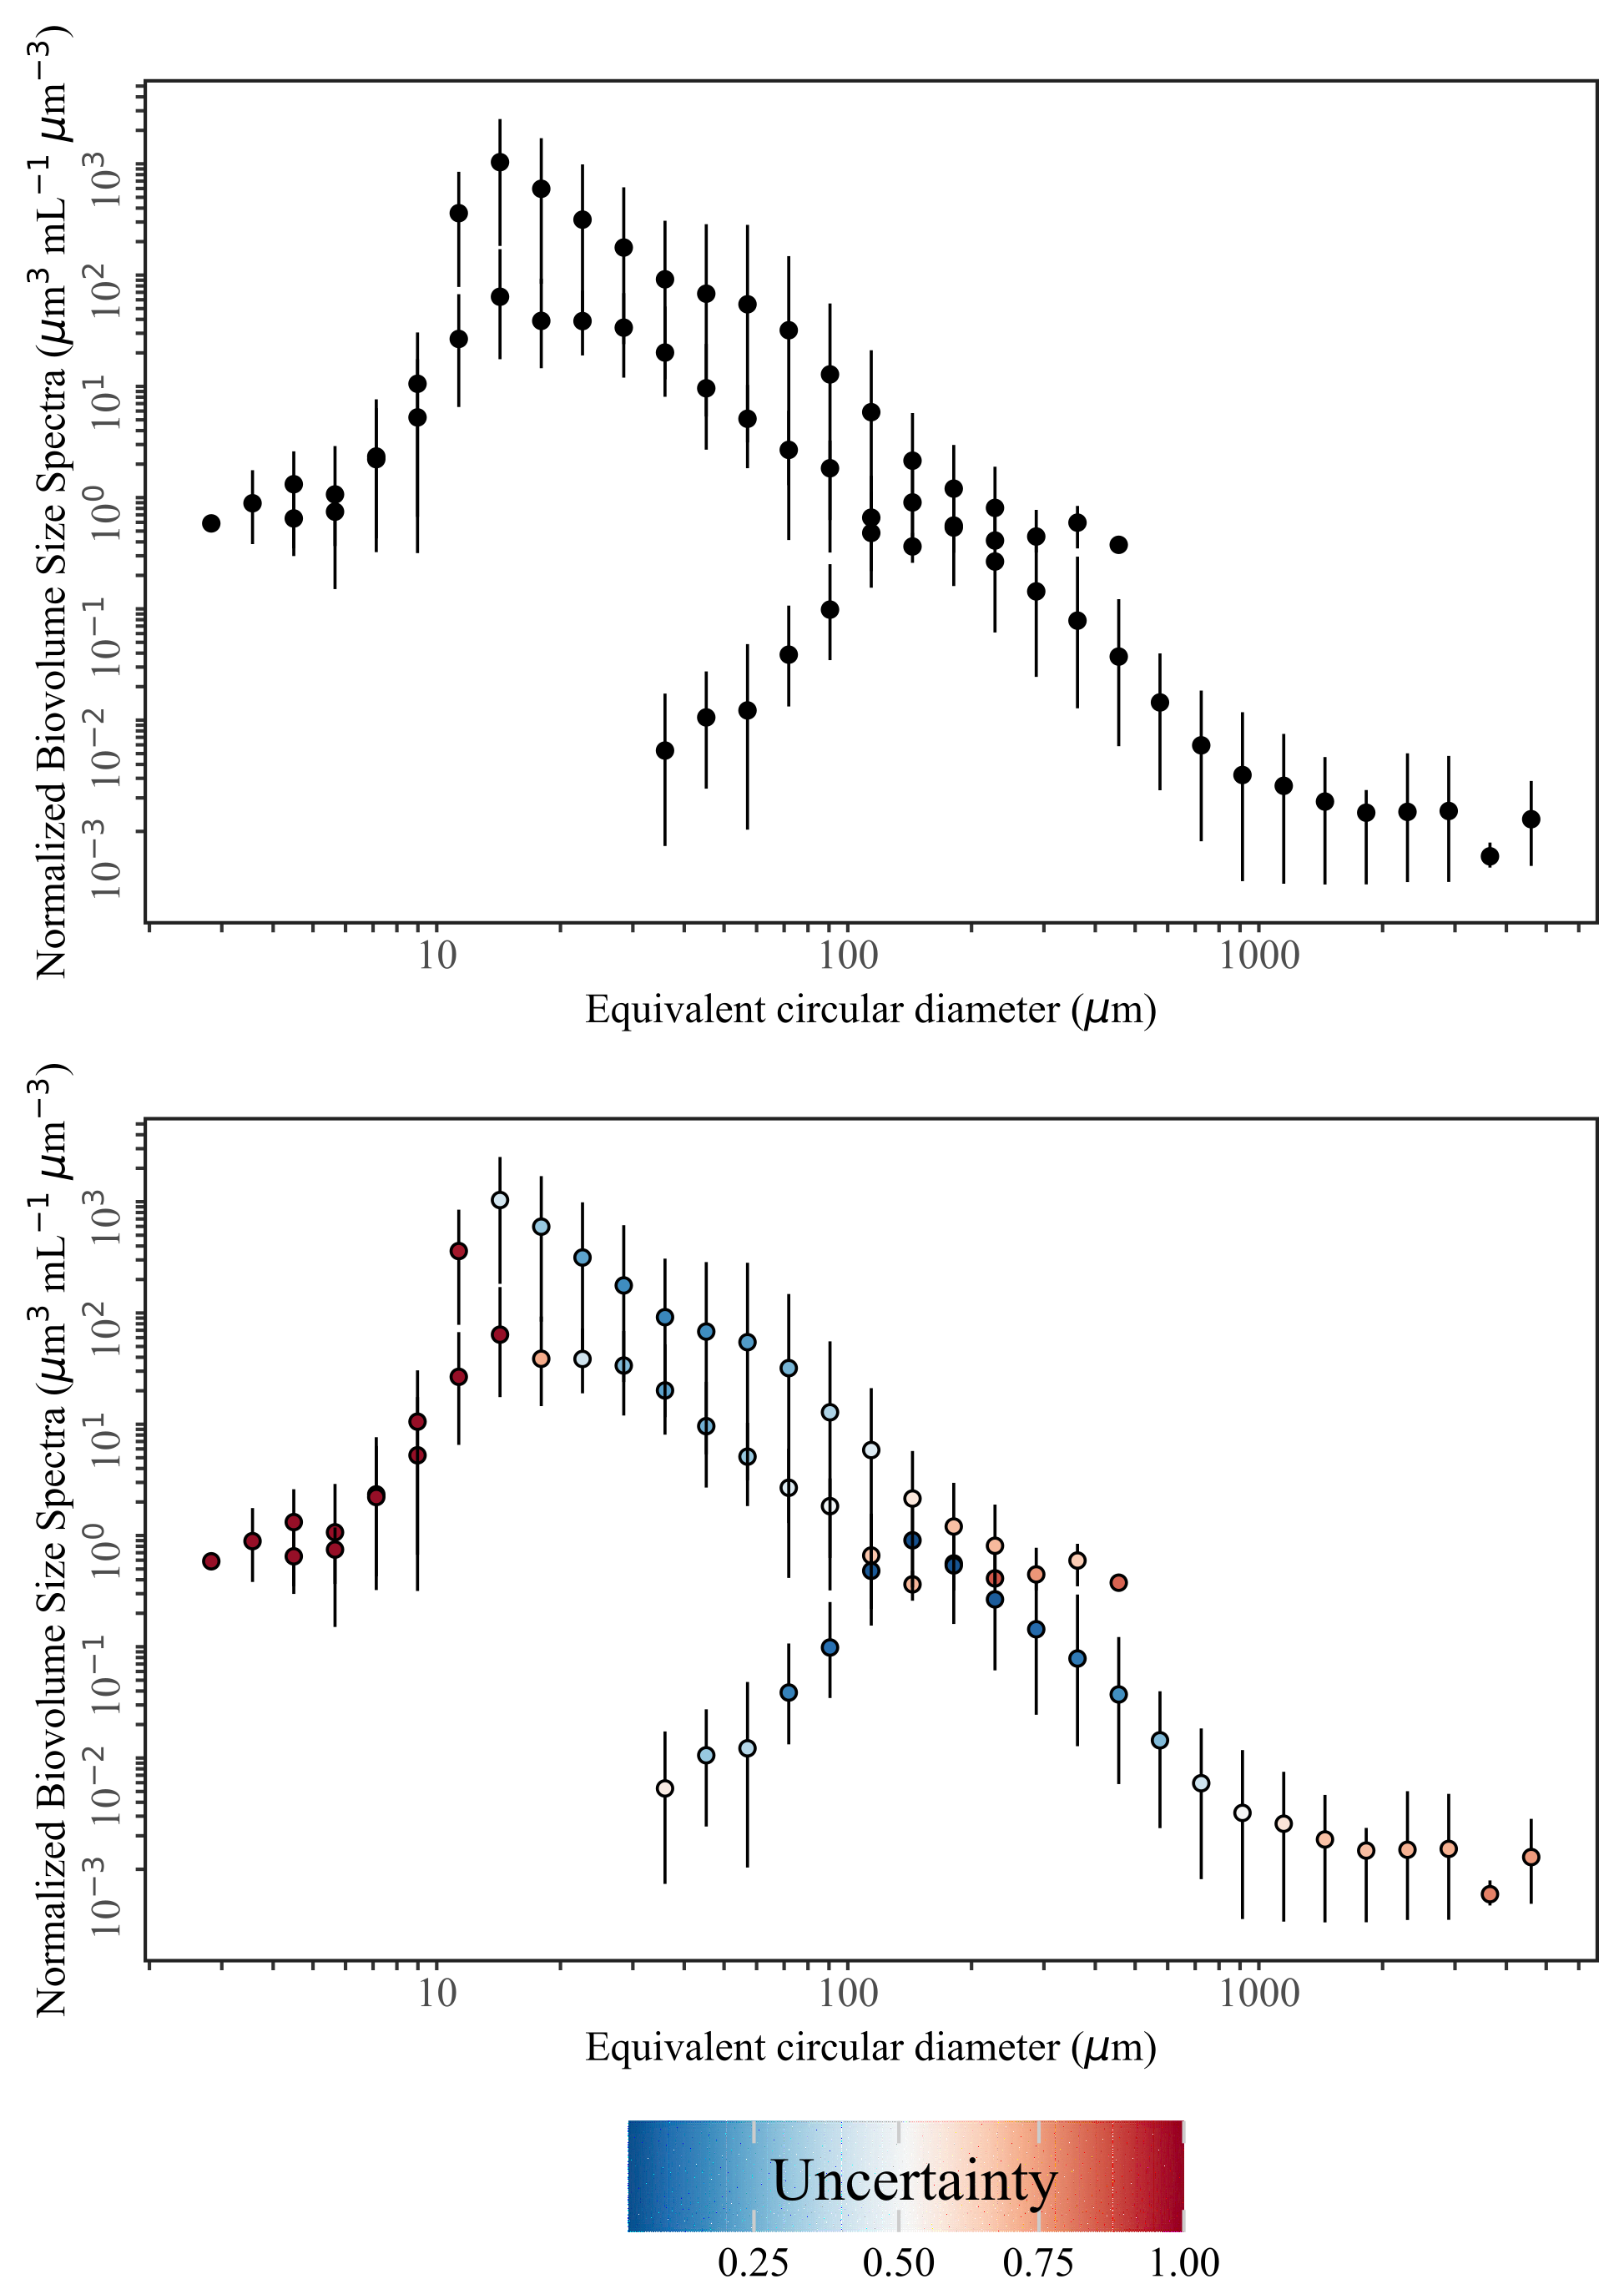 Normalized Biovolume Size Spectra (μm³ mL⁻¹ μm⁻³)
10³
10²
10¹
10⁰
10⁻¹
10⁻²
10⁻³
10 100 1000
Equivalent circular diameter (μm)
Normalized Biovolume Size Spectra (μm³ mL⁻¹ μm⁻³)
10³
10²
10¹
10⁰
10⁻¹
10⁻²
10⁻³
10 100 1000
Equivalent circular diameter (μm)
Uncertainty
0.25 0.50 0.75 1.00